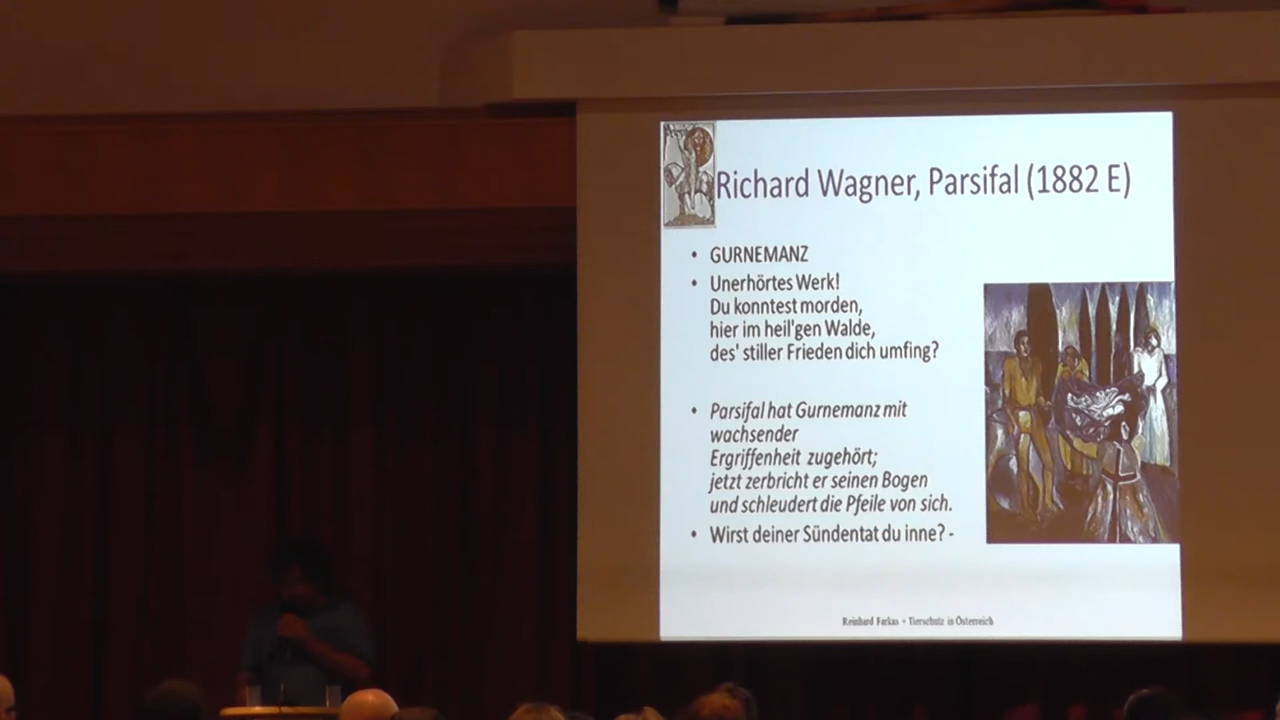 Richard Wagner, Parsifal (1882 E)
• GURNEMANZ
• Unerhörtes Werk!
Du konntest morden,
hier im heil'gen Walde,
des' stiller Frieden dich umfing?
• Parsifal hat Gurnemanz mit
wachsender
Ergriffenheit zugehört;
jetzt zerbricht er seinen Bogen
und schleudert die Pfeile von sich.
• Wirst deiner Sündentat du inne? -
Reinhard Farkas - Tierschutz in Österreich